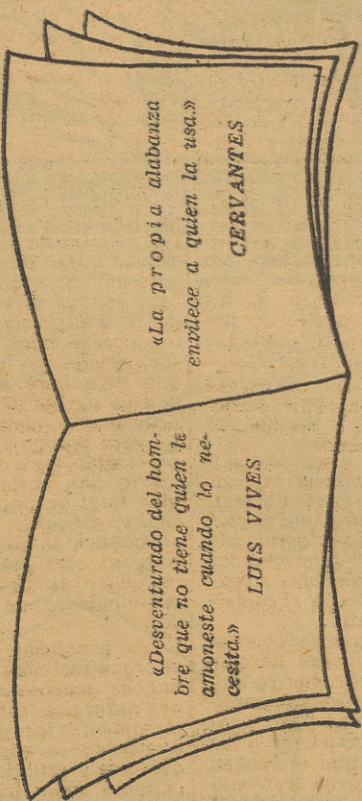 «Desventurado del hom-
bre que no tiene quien le
amoneste cuando lo ne-
cesita.»
LUIS VIVES
«La propia alabanza
envilece a quien la usa.»
CERVANTES